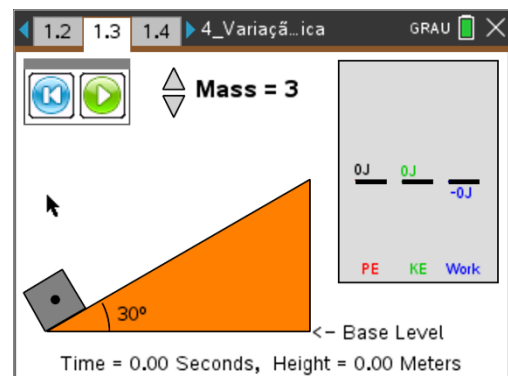 1.2 1.3 1.4 4_Variaçã…ica GRAU
Mass = 3
0J 0J -0J
PE KE Work
30º
<- Base Level
Time = 0.00 Seconds, Height = 0.00 Meters